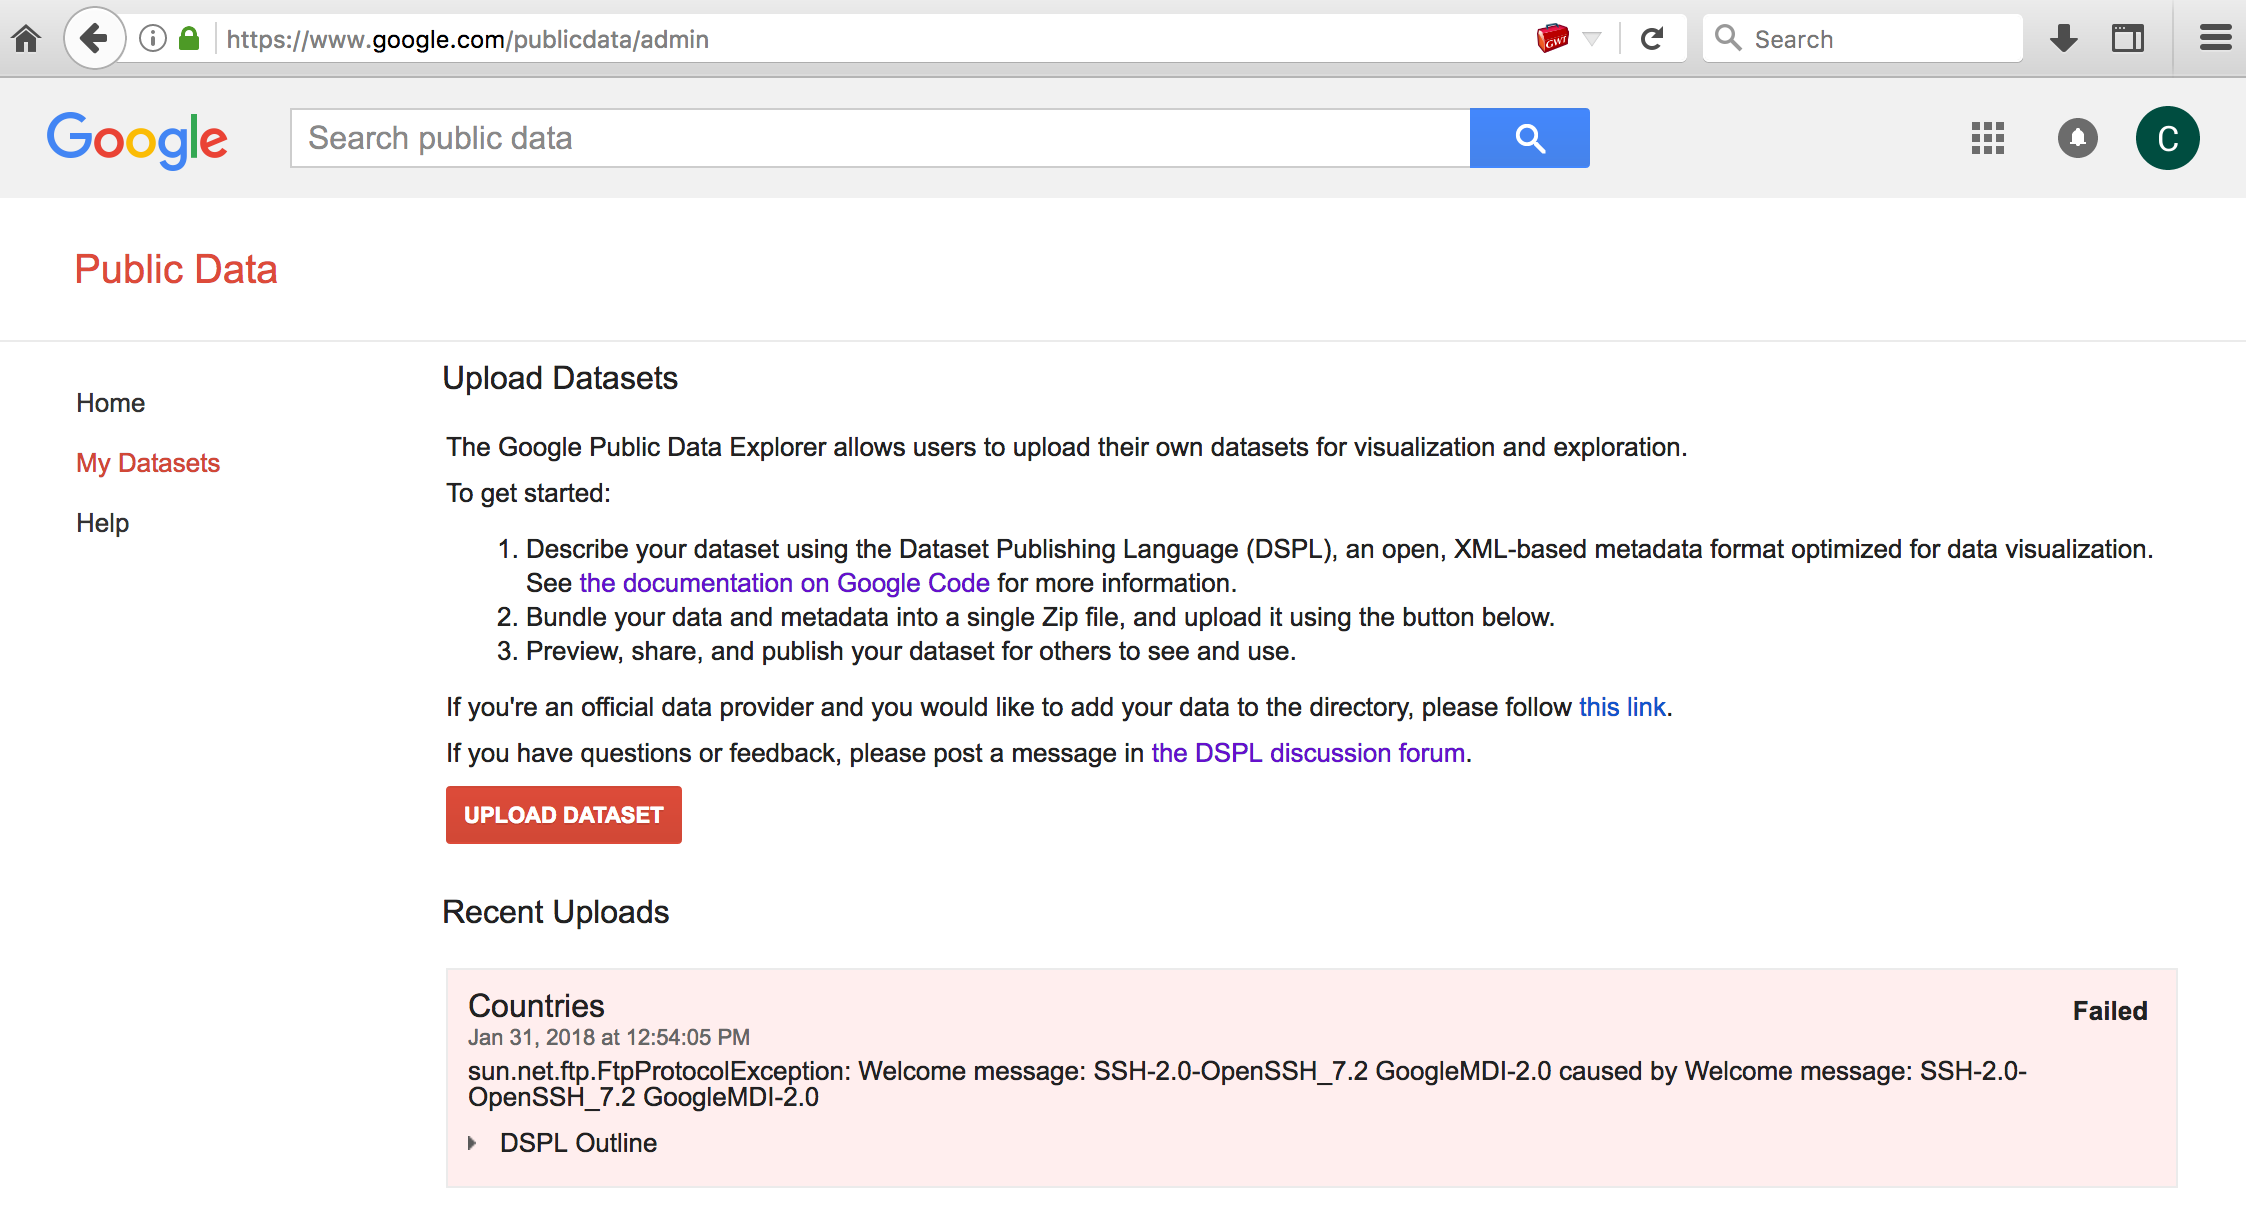 https://www.google.com/publicdata/admin
GWT
Search
Google
Search public data
C
Public Data
Home
My Datasets
Help
Upload Datasets
The Google Public Data Explorer allows users to upload their own datasets for visualization and exploration.
To get started:
1. Describe your dataset using the Dataset Publishing Language (DSPL), an open, XML-based metadata format optimized for data visualization.
See the documentation on Google Code for more information.
2. Bundle your data and metadata into a single Zip file, and upload it using the button below.
3. Preview, share, and publish your dataset for others to see and use.
If you're an official data provider and you would like to add your data to the directory, please follow this link.
If you have questions or feedback, please post a message in the DSPL discussion forum.
UPLOAD DATASET
Recent Uploads
Countries
Failed
Jan 31, 2018 at 12:54:05 PM
sun.net.ftp.FtpProtocolException: Welcome message: SSH-2.0-OpenSSH_7.2 GoogleMDI-2.0 caused by Welcome message: SSH-2.0-
OpenSSH_7.2 GoogleMDI-2.0
DSPL Outline